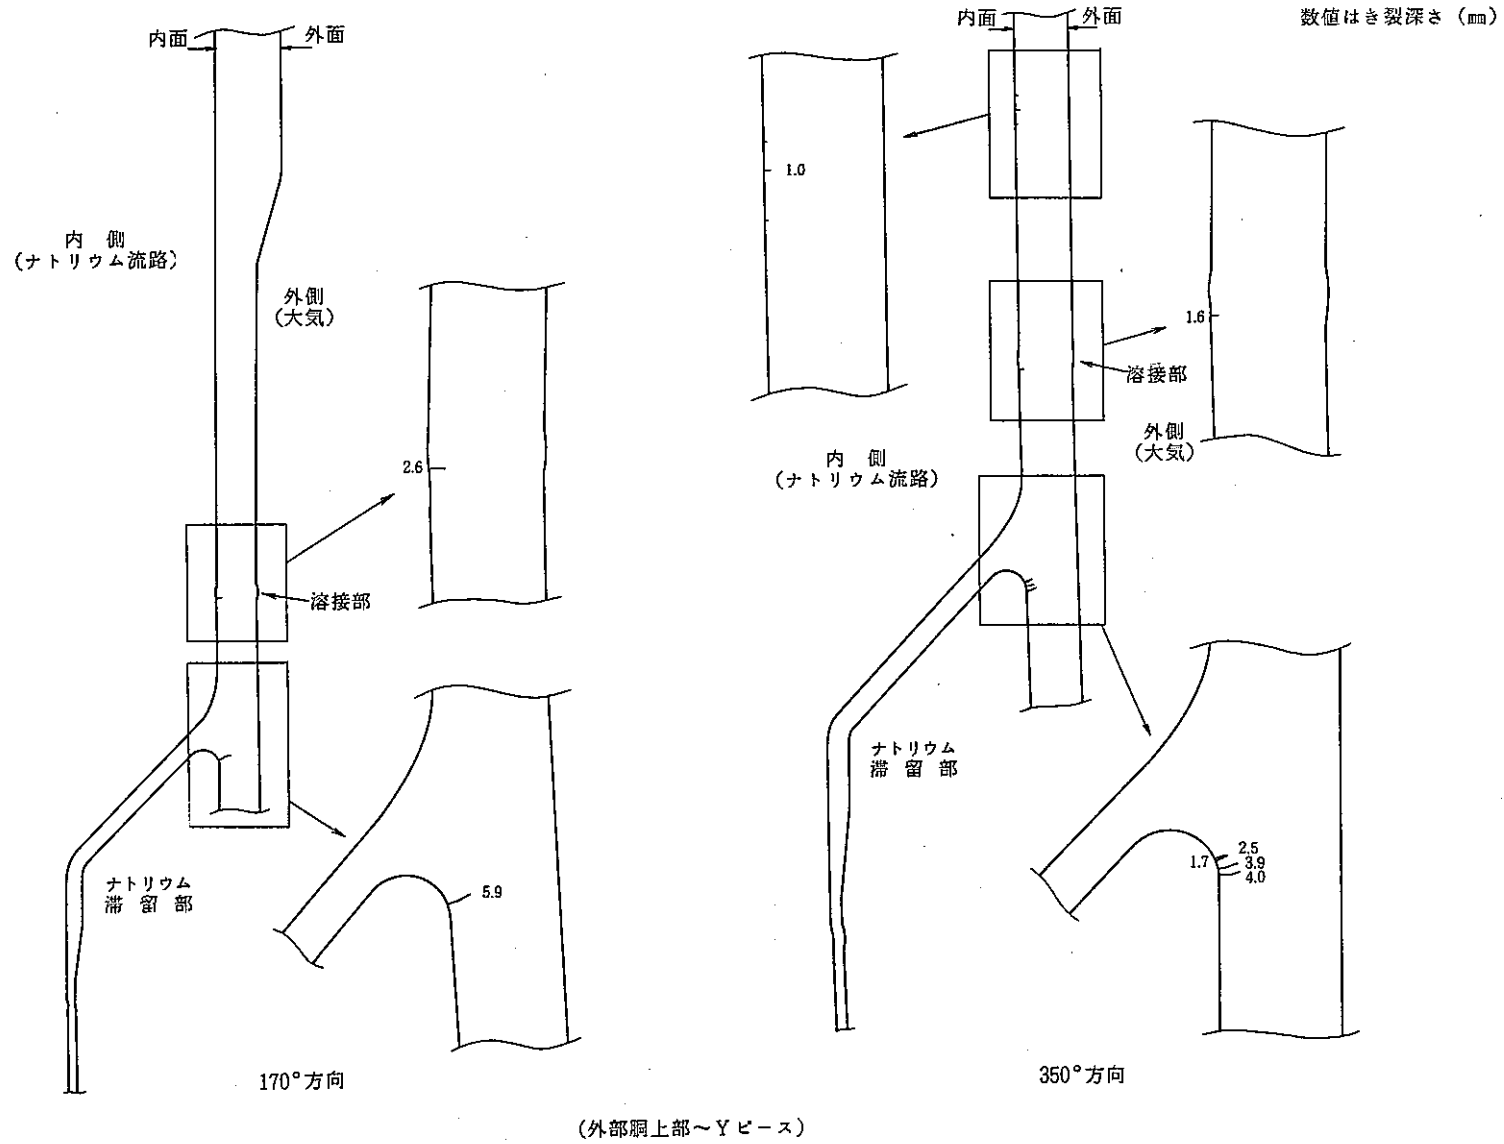 数値はき裂深さ (㎜)
内面
外面
内 側
(ナトリウム流路)
外側
(大気)
2.6
溶接部
ナトリウム
滞 留 部
5.9
170°方向
内面
外面
1.0
1.6
溶接部
外側
(大気)
内 側
(ナトリウム流路)
ナトリウム
滞 留 部
1.7
2.5
3.9
4.0
350°方向
(外部胴上部～Yピース)